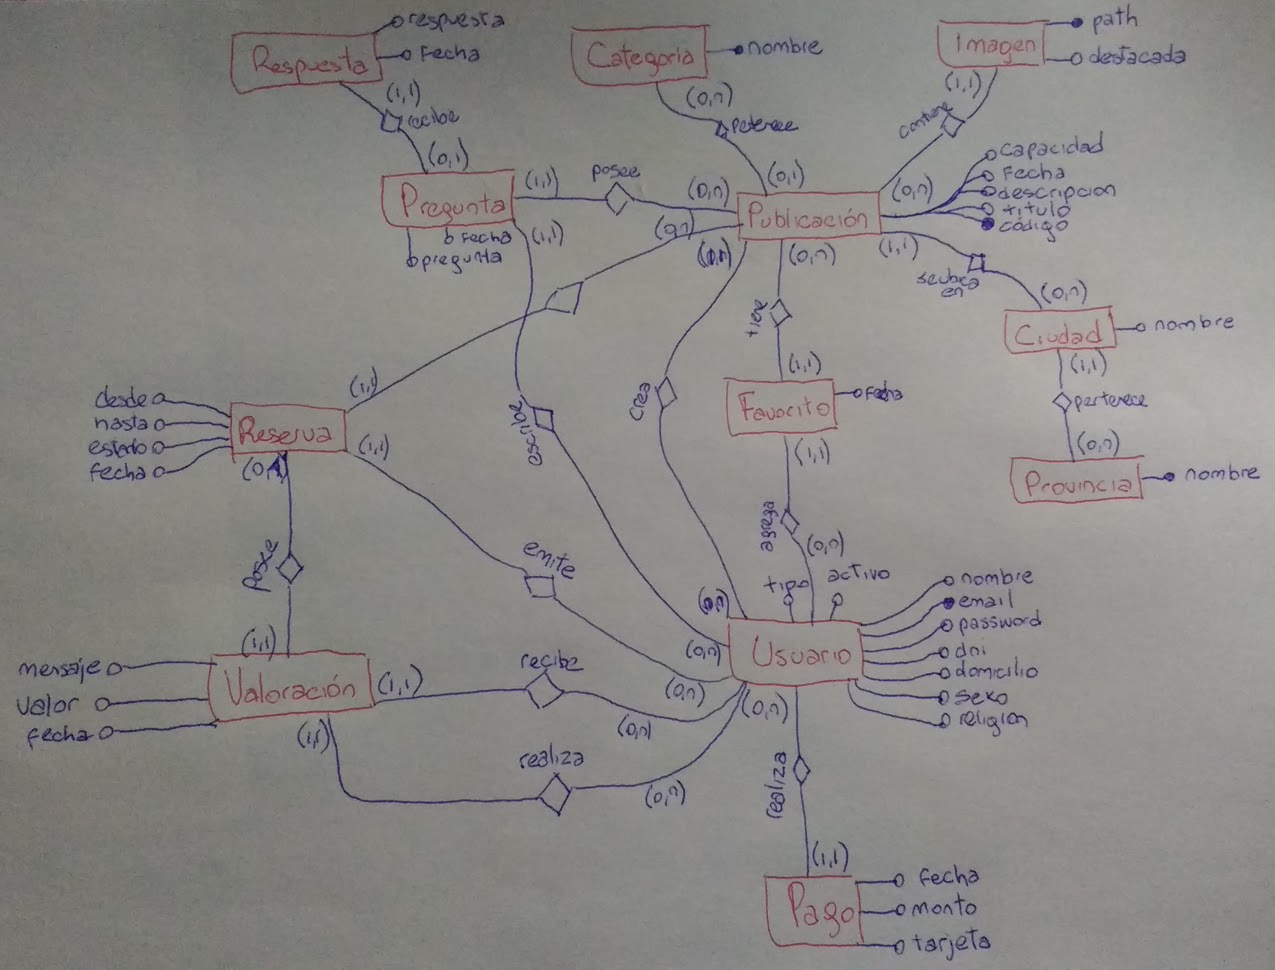 respuesta
Respuesta
Fecha
(1,1)
recibe
(0,1)
Categoria
nombre
(0,n)
peterece
(0,1)
Imagen
path
destacada
(1,1)
contiene
(0,n)
Pregunta
Fecha
pregunta
(1,1)
posee
(0,n)
(1,1)
(0,n)
Publicación
capacidad
Fecha
descripcion
titulo
código
(0,n)
(1,1)
se ubica
en
(0,n)
Ciudad
nombre
(1,1)
pertenece
(0,n)
Provincia
nombre
tiene
(1,1)
Favorito
fecha
(1,1)
agrega
(0,n)
crea
escribe
desde
hasta
estado
fecha
Reserva
(1,1)
(1,1)
posee
(1,1)
emite
(0,n)
tipo
activo
Usuario
nombre
email
password
dni
domicilio
sexo
religion
(0,n)
(0,n)
mensaje
valor
fecha
Valoración
(1,1)
recibe
(0,n)
(1,1)
realiza
(0,n)
realiza
(1,1)
Pago
fecha
monto
tarjeta